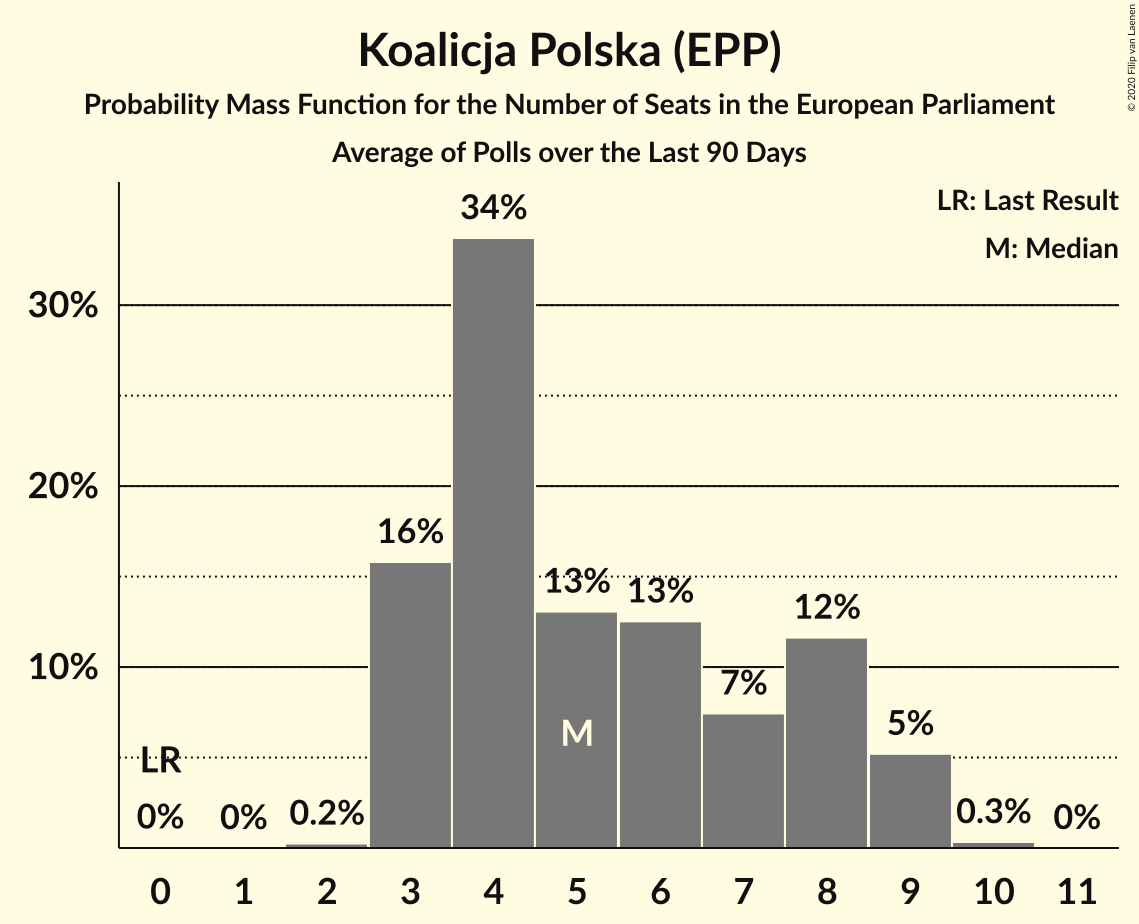 Koalicja Polska (EPP)
Probability Mass Function for the Number of Seats in the European Parliament
Average of Polls over the Last 90 Days
© 2020 Filip van Laenen
LR: Last Result
M: Median
34%
30%
20%
16%
13%
13%
12%
10%
7%
5%
M
LR
0%
0%
0.2%
0.3%
0%
0 1 2 3 4 5 6 7 8 9 10 11